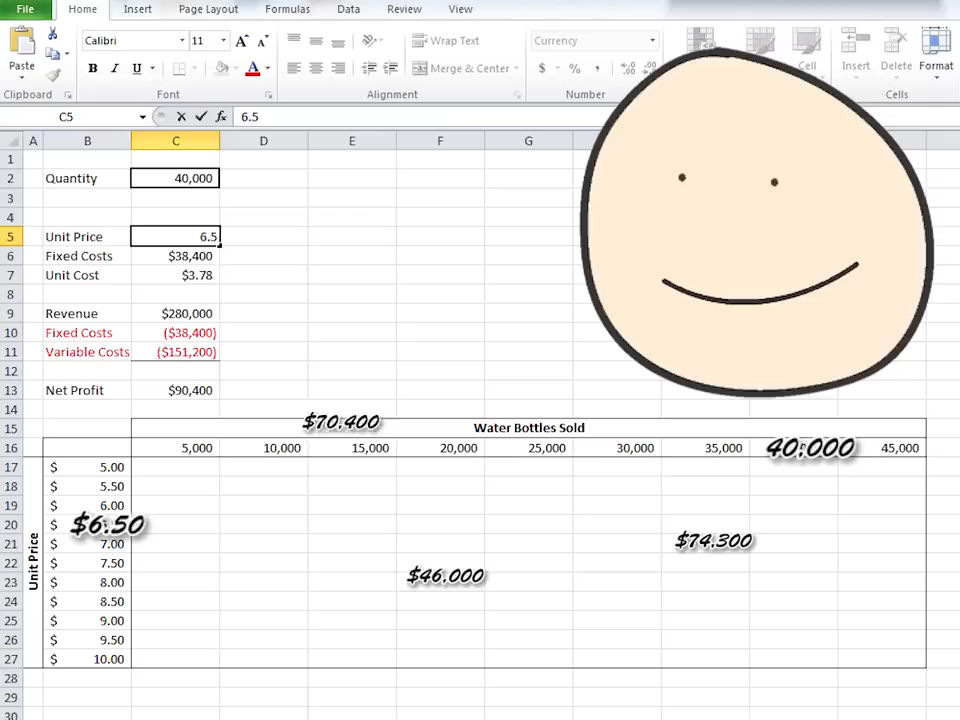 File Home Insert Page Layout Formulas Data Review View
Calibri 11 A A Wrap Text Currency
Paste B I U Merge & Center $ % , Cell Insert Delete Format
Clipboard Font Alignment Number Cells
C5 fx 6.5
A B C D E F G
1
2 Quantity 40,000
3
4
5 Unit Price 6.5
6 Fixed Costs $38,400
7 Unit Cost $3.78
8
9 Revenue $280,000
10 Fixed Costs ($38,400)
11 Variable Costs ($151,200)
12
13 Net Profit $90,400
14
$70,400
15 Water Bottles Sold
16 5,000 10,000 15,000 20,000 25,000 30,000 35,000 40,000 45,000
17 $ 5.00
18 $ 5.50
19 $ 6.00
20 $ $6.50
21 $ 7.00 $74,300
22 $ 7.50
23 $ 8.00 $46,000
24 $ 8.50
25 $ 9.00
26 $ 9.50
27 $ 10.00
Unit Price
28
29
30